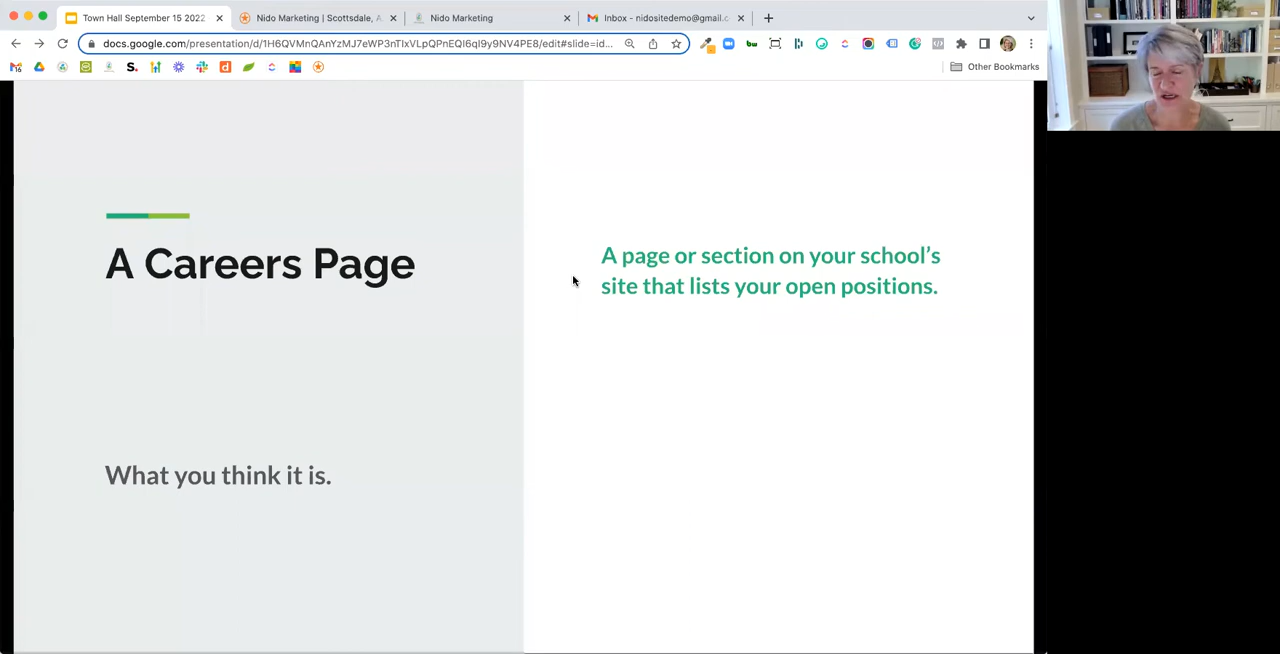 Town Hall September 15 2022
Nido Marketing | Scottsdale, A
Nido Marketing
Inbox - nidositedemo@gmail.c
docs.google.com/presentation/d/1H6QVMnQAnYzMJ7eWP3nTIxVLpQPnEQI6qI9y9NV4PE8/edit#slide=id...
Other Bookmarks
A Careers Page
What you think it is.
A page or section on your school's
site that lists your open positions.